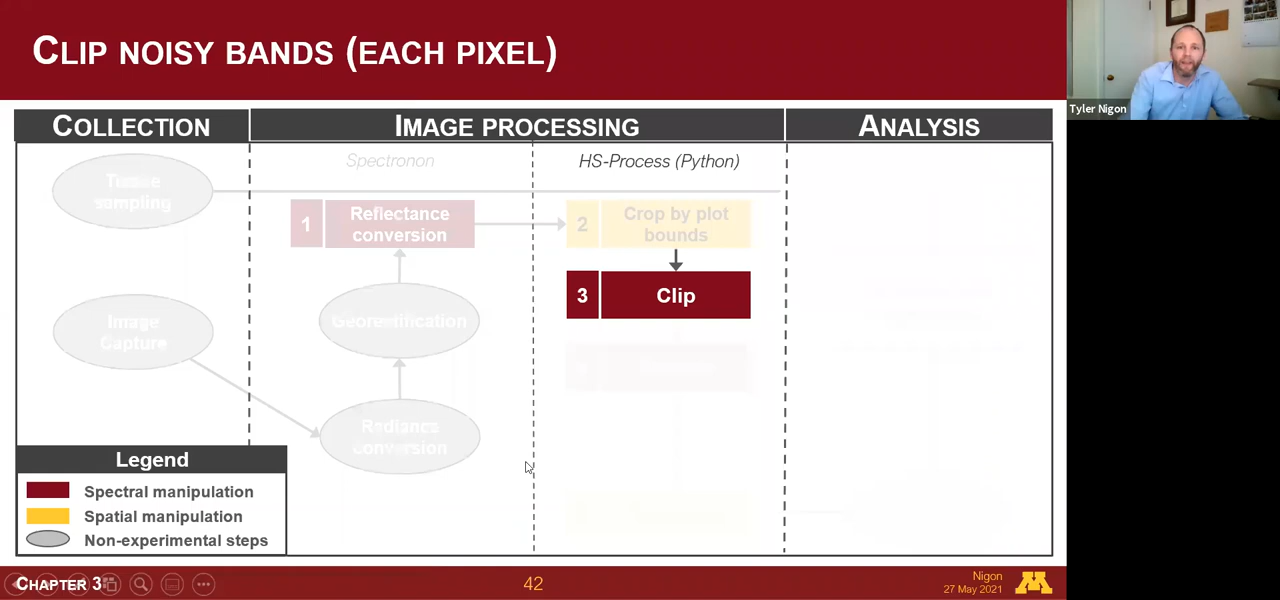 CLIP NOISY BANDS (EACH PIXEL)
Tyler Nigon
COLLECTION
IMAGE PROCESSING
ANALYSIS
Spectronon
HS-Process (Python)
Tissue
sampling
1
Reflectance
conversion
2
Crop by plot
bounds
3
Clip
Image
Capture
Georectification
Radiance
Conversion
Legend
Spectral manipulation
Spatial manipulation
Non-experimental steps
CHAPTER 3
42
Nigon
27 May 2021
M